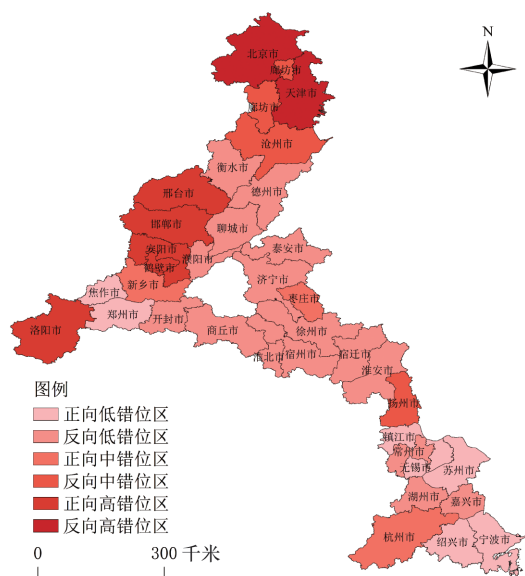 N
北京市
廊坊市
天津市
廊坊市
沧州市
衡水市
德州市
邢台市
邯郸市
聊城市
安阳市
鹤壁市
濮阳市
泰安市
济宁市
新乡市
焦作市
枣庄市
郑州市
开封市
洛阳市
商丘市
徐州市
淮北市
宿州市
宿迁市
淮安市
扬州市
镇江市
常州市
无锡市
苏州市
湖州市
嘉兴市
杭州市
绍兴市
宁波市
图例
正向低错位区
反向低错位区
正向中错位区
反向中错位区
正向高错位区
反向高错位区
0 300 千米